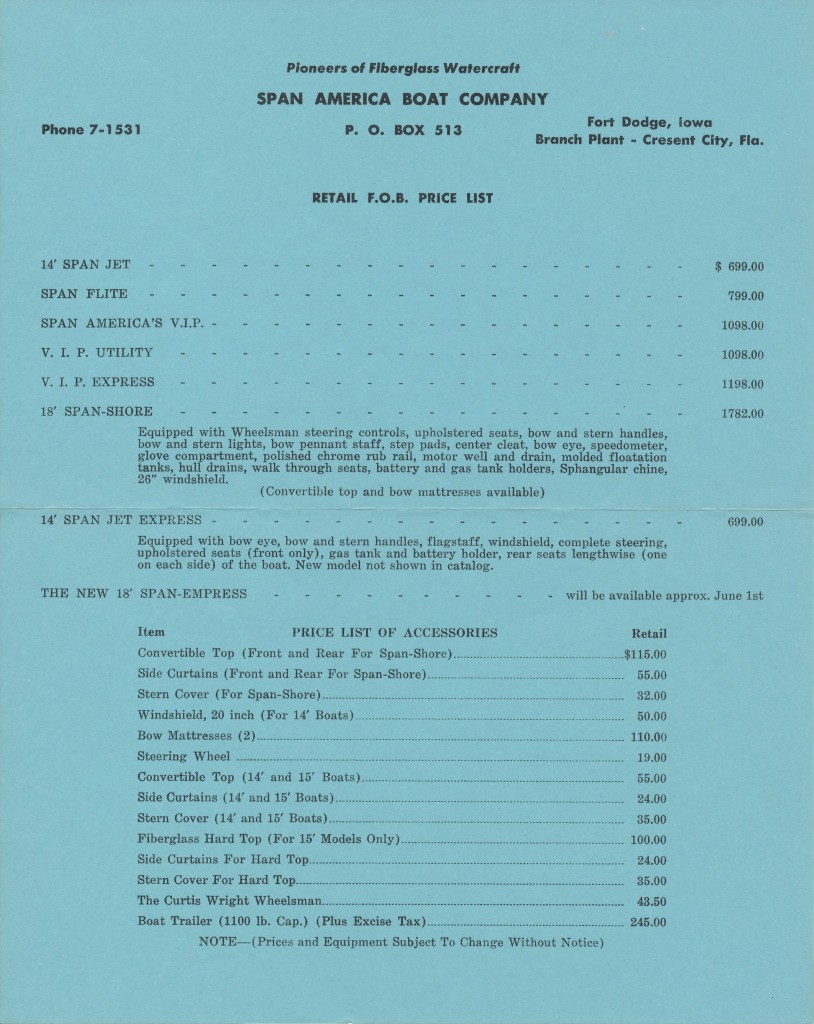 Pioneers of Fiberglass Watercraft
SPAN AMERICA BOAT COMPANY
Phone 7-1531 P. O. BOX 513 Fort Dodge, Iowa
Branch Plant - Cresent City, Fla.
RETAIL F.O.B. PRICE LIST
14' SPAN JET - - - - - - - - - - - - - - - - - - $ 699.00
SPAN FLITE - - - - - - - - - - - - - - - - - - 799.00
SPAN AMERICA'S V.I.P. - - - - - - - - - - - - - - - - 1098.00
V. I. P. UTILITY - - - - - - - - - - - - - - - - - 1098.00
V. I. P. EXPRESS - - - - - - - - - - - - - - - - - 1198.00
18' SPAN-SHORE - - - - - - - - - - - - - - - - - 1782.00
Equipped with Wheelsman steering controls, upholstered seats, bow and stern handles,
bow and stern lights, bow pennant staff, step pads, center cleat, bow eye, speedometer,
glove compartment, polished chrome rub rail, motor well and drain, molded floatation
tanks, hull drains, walk through seats, battery and gas tank holders, Sphangular chine,
26" windshield.
(Convertible top and bow mattresses available)
14' SPAN JET EXPRESS - - - - - - - - - - - - - - - - 699.00
Equipped with bow eye, bow and stern handles, flagstaff, windshield, complete steering,
upholstered seats (front only), gas tank and battery holder, rear seats lengthwise (one
on each side) of the boat. New model not shown in catalog.
THE NEW 18' SPAN-EMPRESS - - - - - - - - - - will be available approx. June 1st
Item PRICE LIST OF ACCESSORIES Retail
Convertible Top (Front and Rear For Span-Shore)........$115.00
Side Curtains (Front and Rear For Span-Shore)........ 55.00
Stern Cover (For Span-Shore)........ 32.00
Windshield, 20 inch (For 14' Boats)........ 50.00
Bow Mattresses (2)........ 110.00
Steering Wheel ........ 19.00
Convertible Top (14' and 15' Boats)........ 55.00
Side Curtains (14' and 15' Boats)........ 24.00
Stern Cover (14' and 15' Boats)........ 35.00
Fiberglass Hard Top (For 15' Models Only)........ 100.00
Side Curtains For Hard Top........ 24.00
Stern Cover For Hard Top........ 35.00
The Curtis Wright Wheelsman........ 43.50
Boat Trailer (1100 lb. Cap.) (Plus Excise Tax)........ 245.00
NOTE—(Prices and Equipment Subject To Change Without Notice)